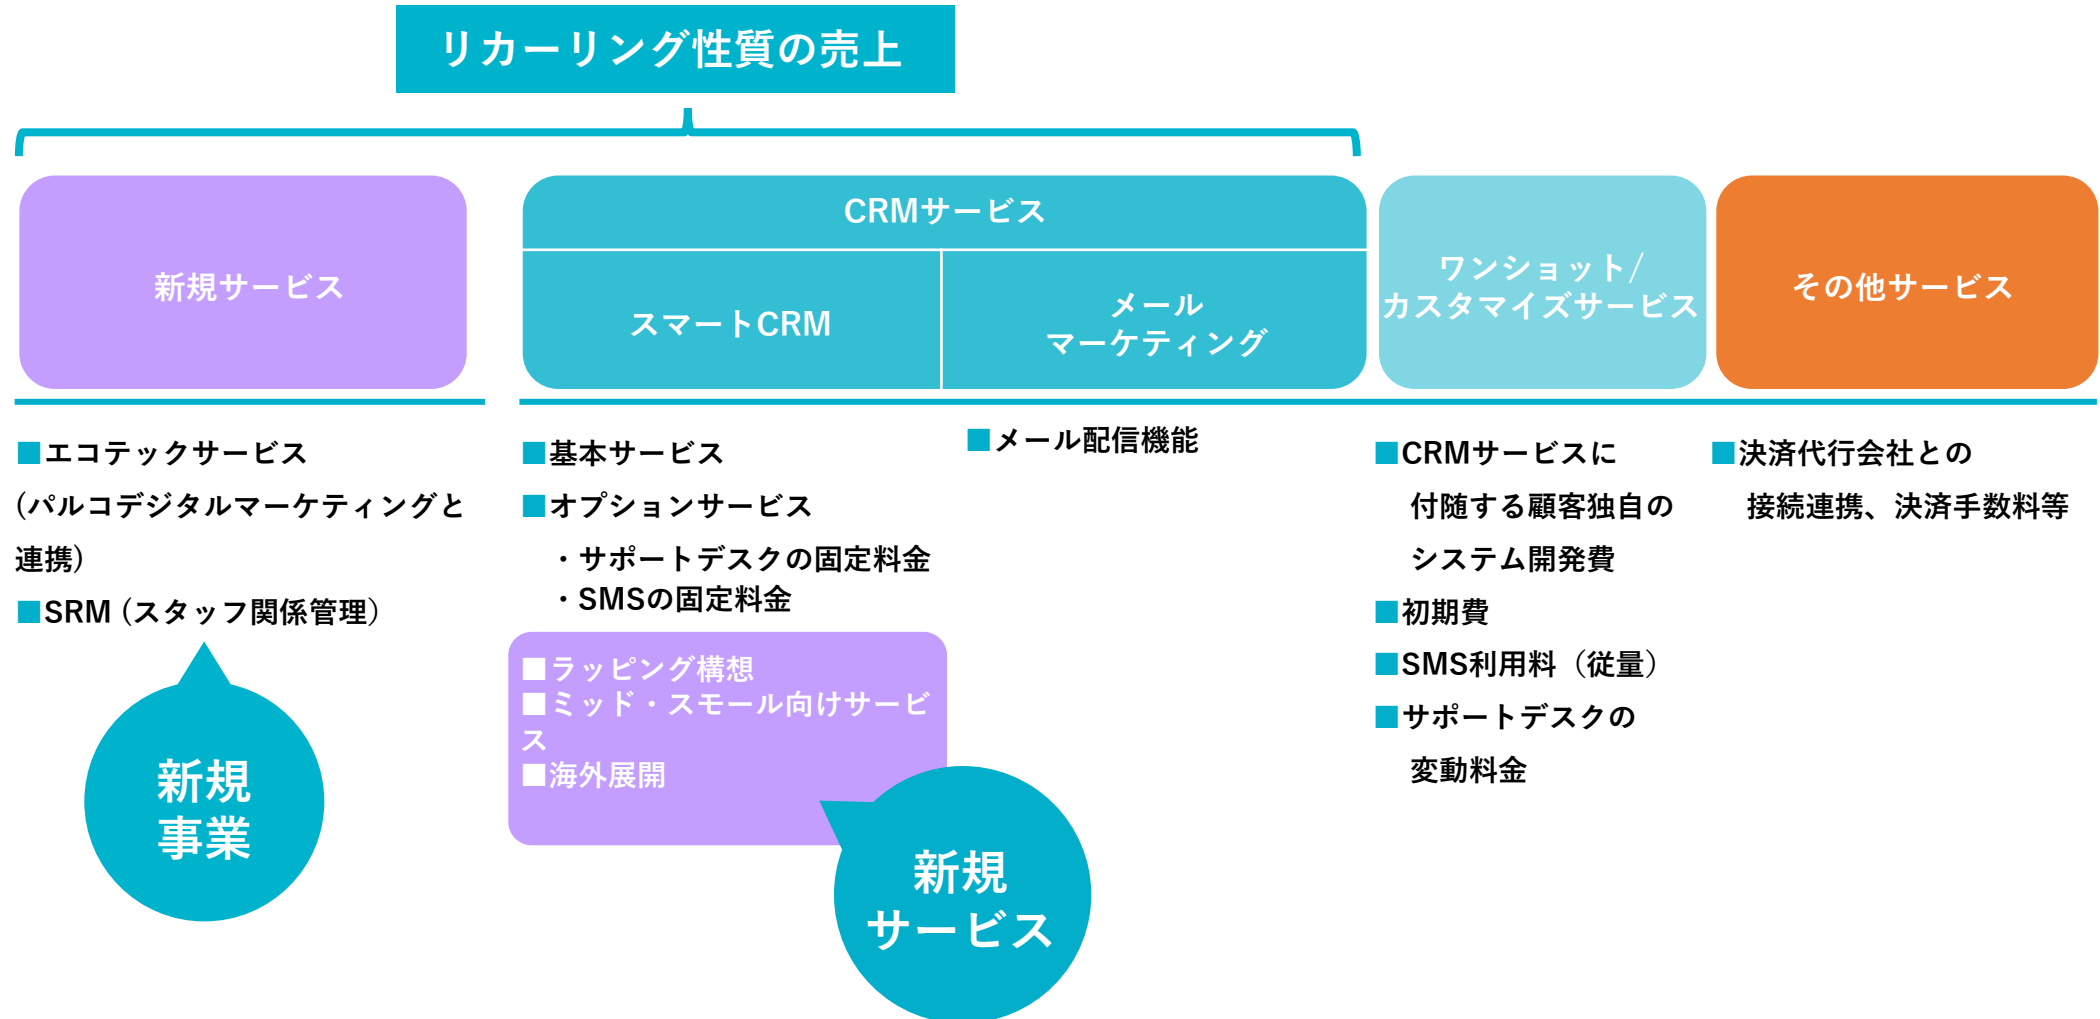 リカーリング性質の売上
新規サービス
CRMサービス
スマートCRM
メール
マーケティング
ワンショット/
カスタマイズサービス
その他サービス
■エコテックサービス
(パルコデジタルマーケティングと
連携)
■SRM (スタッフ関係管理)
新規
事業
■基本サービス
■オプションサービス
・サポートデスクの固定料金
・SMSの固定料金
■ラッピング構想
■ミッド・スモール向けサービ
ス
■海外展開
新規
サービス
■メール配信機能
■CRMサービスに
付随する顧客独自の
システム開発費
■初期費
■SMS利用料（従量）
■サポートデスクの
変動料金
■決済代行会社との
接続連携、決済手数料等